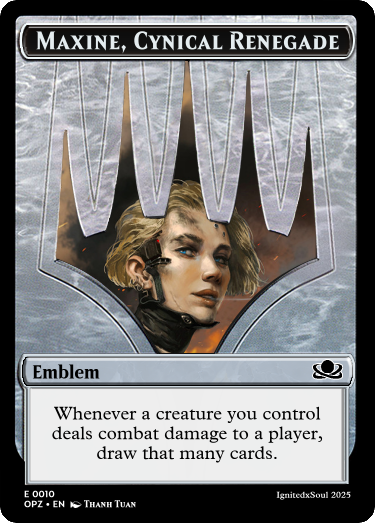 Maxine, Cynical Renegade
Emblem
Whenever a creature you control
deals combat damage to a player,
draw that many cards.
E 0010
OPZ • EN Thanh Tuan
IgnitedxSoul 2025